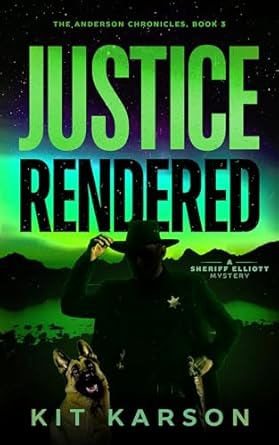 THE ANDERSON CHRONICLES, BOOK 3
JUSTICE
RENDERED
A
SHERIFF ELLIOTT
MYSTERY
KIT KARSON